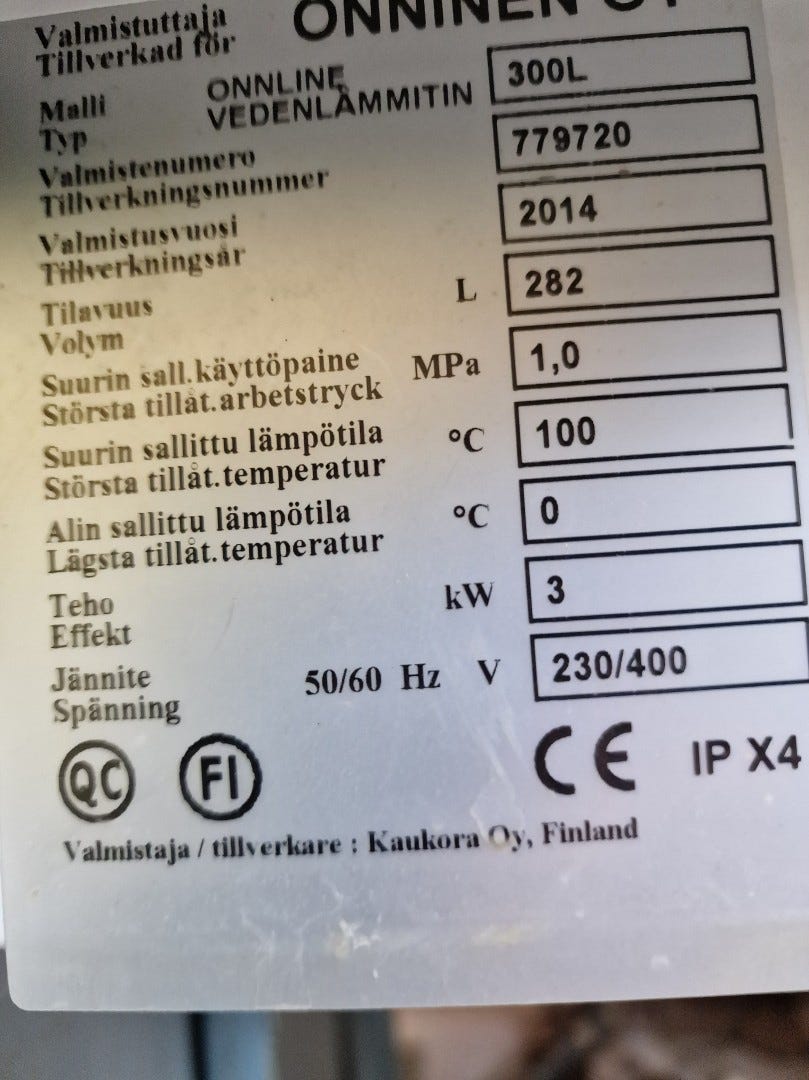 Valmistuttaja ONNINEN OY
Tillverkad för
Malli ONNLINE 300L
Typ VEDENLÄMMITIN
Valmistenumero 779720
Tillverkningsnummer
Valmistusvuosi 2014
Tillverkningsår
Tilavuus L 282
Volym
Suurin sall.käyttöpaine MPa 1,0
Största tillåt.arbetstryck
Suurin sallittu lämpötila °C 100
Största tillåt.temperatur
Alin sallittu lämpötila °C 0
Lägsta tillåt.temperatur
Teho kW 3
Effekt
Jännite 50/60 Hz V 230/400
Spänning
QC FI CE IP X4
Valmistaja / tillverkare : Kaukora Oy, Finland